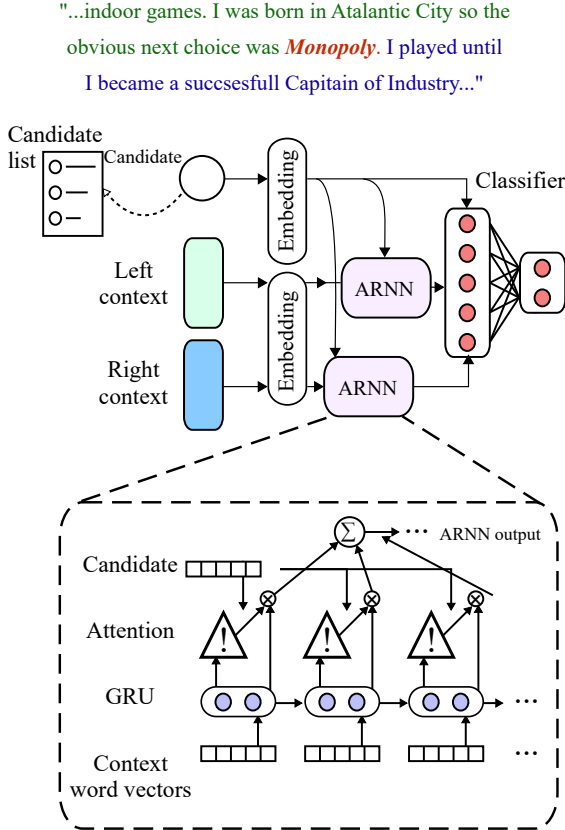 "...indoor games. I was born in Atalantic City so the
obvious next choice was Monopoly. I played until
I became a succsesfull Capitain of Industry..."
Candidate
list
Candidate
Embedding
Classifier
Left
context
ARNN
Embedding
Right
context
ARNN
Σ
... ARNN output
Candidate
Attention
! ! !
GRU
...
Context
word vectors
...